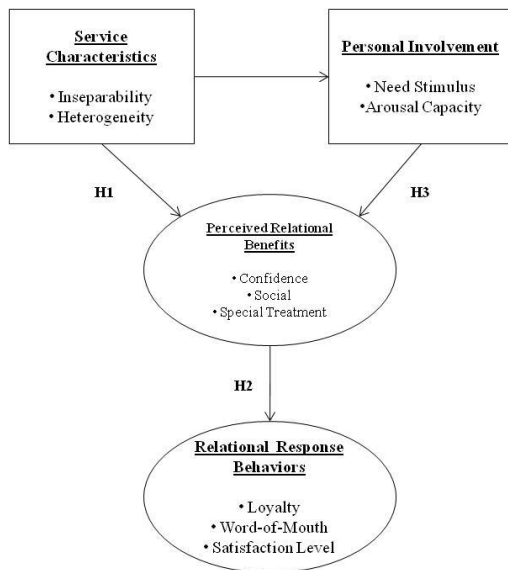 Service
Characteristics
• Inseparability
• Heterogeneity
Personal Involvement
• Need Stimulus
• Arousal Capacity
H1
H3
Perceived Relational
Benefits
• Confidence
• Social
• Special Treatment
H2
Relational Response
Behaviors
• Loyalty
• Word-of-Mouth
• Satisfaction Level